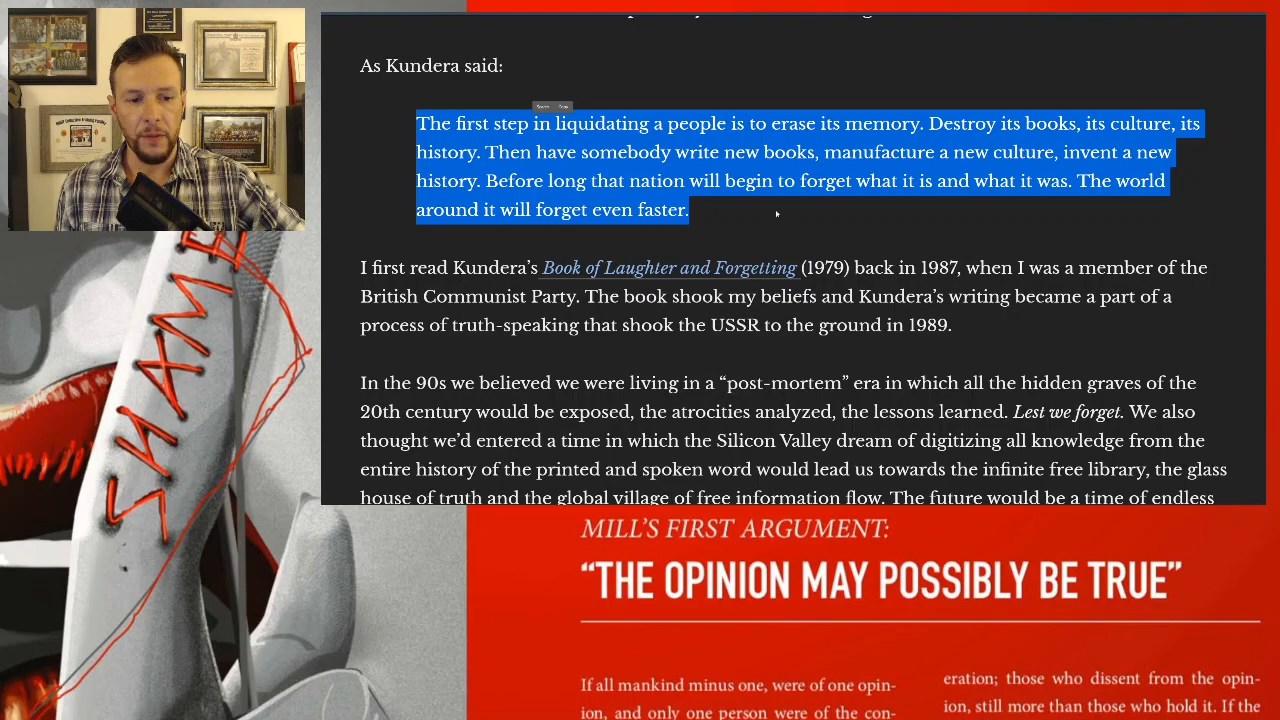 As Kundera said:
The first step in liquidating a people is to erase its memory. Destroy its books, its culture, its
history. Then have somebody write new books, manufacture a new culture, invent a new
history. Before long that nation will begin to forget what it is and what it was. The world
around it will forget even faster.
I first read Kundera’s Book of Laughter and Forgetting (1979) back in 1987, when I was a member of the
British Communist Party. The book shook my beliefs and Kundera’s writing became a part of a
process of truth-speaking that shook the USSR to the ground in 1989.
In the 90s we believed we were living in a “post-mortem” era in which all the hidden graves of the
20th century would be exposed, the atrocities analyzed, the lessons learned. Lest we forget. We also
thought we’d entered a time in which the Silicon Valley dream of digitizing all knowledge from the
entire history of the printed and spoken word would lead us towards the infinite free library, the glass
house of truth and the global village of free information flow. The future would be a time of endless
SHAME
MILL’S FIRST ARGUMENT:
“THE OPINION MAY POSSIBLY BE TRUE”
If all mankind minus one, were of one opin-
ion, and only one person were of the con-
eration; those who dissent from the opin-
ion, still more than those who hold it. If the